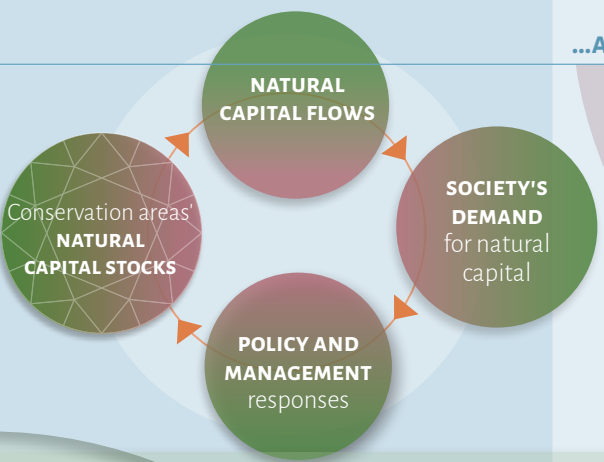 ...A
NATURAL
CAPITAL FLOWS
Conservation areas'
NATURAL
CAPITAL STOCKS
SOCIETY'S
DEMAND
for natural
capital
POLICY AND
MANAGEMENT
responses